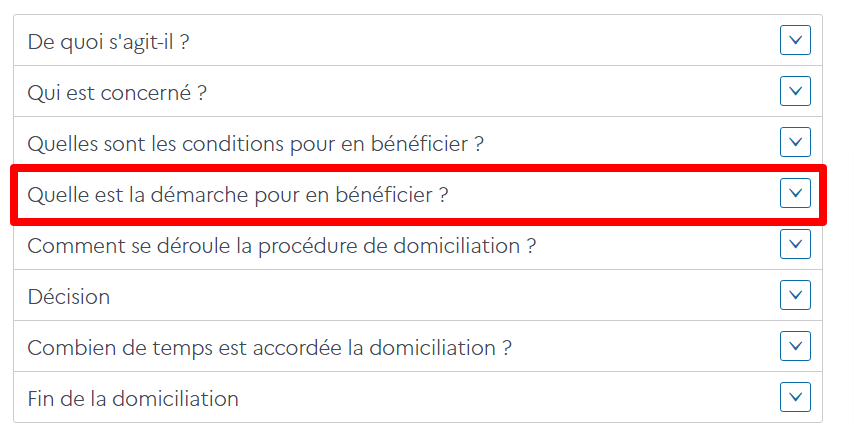 De quoi s'agit-il ?
Qui est concerné ?
Quelles sont les conditions pour en bénéficier ?
Quelle est la démarche pour en bénéficier ?
Comment se déroule la procédure de domiciliation ?
Décision
Combien de temps est accordée la domiciliation ?
Fin de la domiciliation